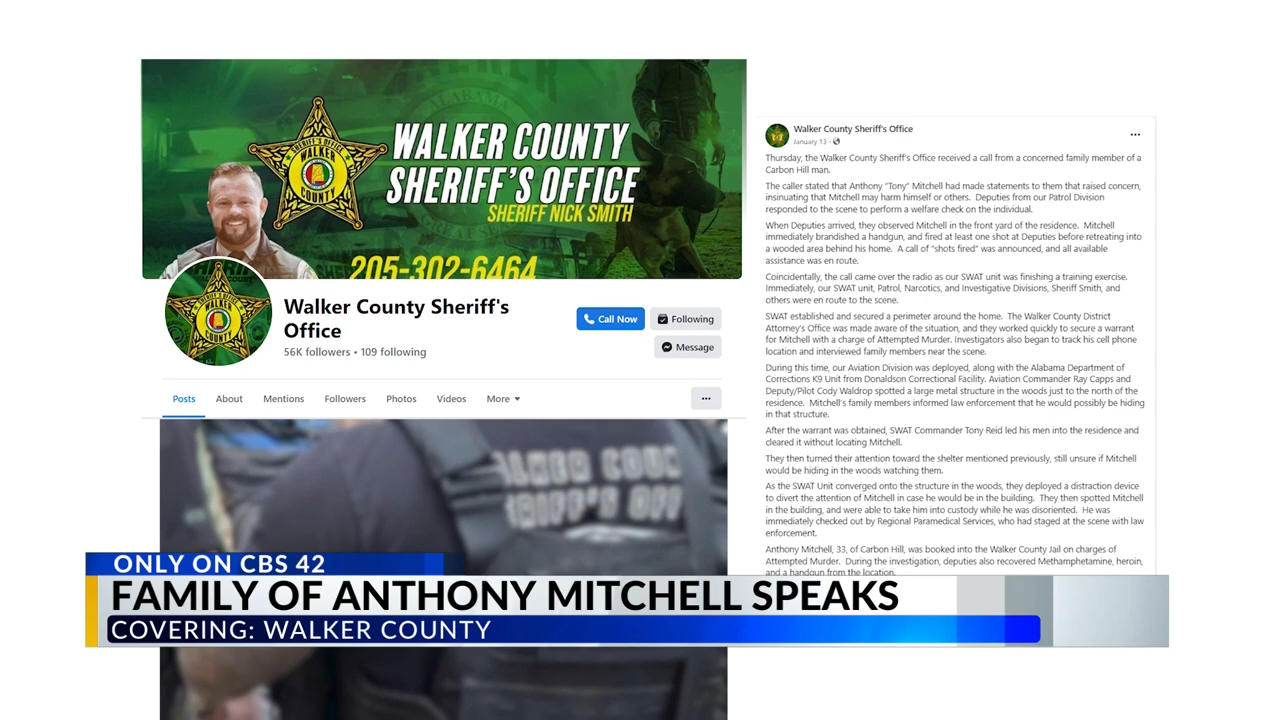 ALABAMA
SHERIFF'S OFFICE
WALKER
COUNTY
WALKER COUNTY
SHERIFF'S OFFICE
SHERIFF NICK SMITH
205-302-6464
WALKER
COUNTY
Walker County Sheriff's
Office
56K followers • 109 following
Call Now
Following
Message
Posts About Mentions Followers Photos Videos More
Walker County Sheriff's Office
January 13
Thursday, the Walker County Sheriff's Office received a call from a concerned family member of a
Carbon Hill man.
The caller stated that Anthony “Tony” Mitchell had made statements to them that raised concern,
insinuating that Mitchell may harm himself or others. Deputies from our Patrol Division
responded to the scene to perform a welfare check on the individual.
When Deputies arrived, they observed Mitchell in the front yard of the residence. Mitchell
immediately brandished a handgun, and fired at least one shot at Deputies before retreating into
a wooded area behind his home. A call of “shots fired” was announced, and all available
assistance was en route.
Coincidentally, the call came over the radio as our SWAT unit was finishing a training exercise.
Immediately, our SWAT unit, Patrol, Narcotics, and Investigative Divisions, Sheriff Smith, and
others were en route to the scene.
SWAT established and secured a perimeter around the home. The Walker County District
Attorney's Office was made aware of the situation, and they worked quickly to secure a warrant
for Mitchell with a charge of Attempted Murder. Investigators also began to track his cell phone
location and interviewed family members near the scene.
During this time, our Aviation Division was deployed, along with the Alabama Department of
Corrections K9 Unit from Donaldson Correctional Facility. Aviation Commander Ray Capps and
Deputy/Pilot Cody Waldrop spotted a large metal structure in the woods just to the north of the
residence. Mitchell's family members informed law enforcement that he would possibly be hiding
in that structure.
After the warrant was obtained, SWAT Commander Tony Reid led his men into the residence and
cleared it without locating Mitchell.
They then turned their attention toward the shelter mentioned previously, still unsure if Mitchell
would be hiding in the woods watching them.
As the SWAT Unit converged onto the structure in the woods, they deployed a distraction device
to divert the attention of Mitchell in case he would be in the building. They then spotted Mitchell
in the building, and were able to take him into custody while he was disoriented. He was
immediately checked out by Regional Paramedical Services, who had staged at the scene with law
enforcement.
Anthony Mitchell, 33, of Carbon Hill, was booked into the Walker County Jail on charges of
Attempted Murder. During the investigation, deputies also recovered Methamphetamine, heroin,
and a handgun from the location.
ONLY ON CBS 42
FAMILY OF ANTHONY MITCHELL SPEAKS
COVERING: WALKER COUNTY